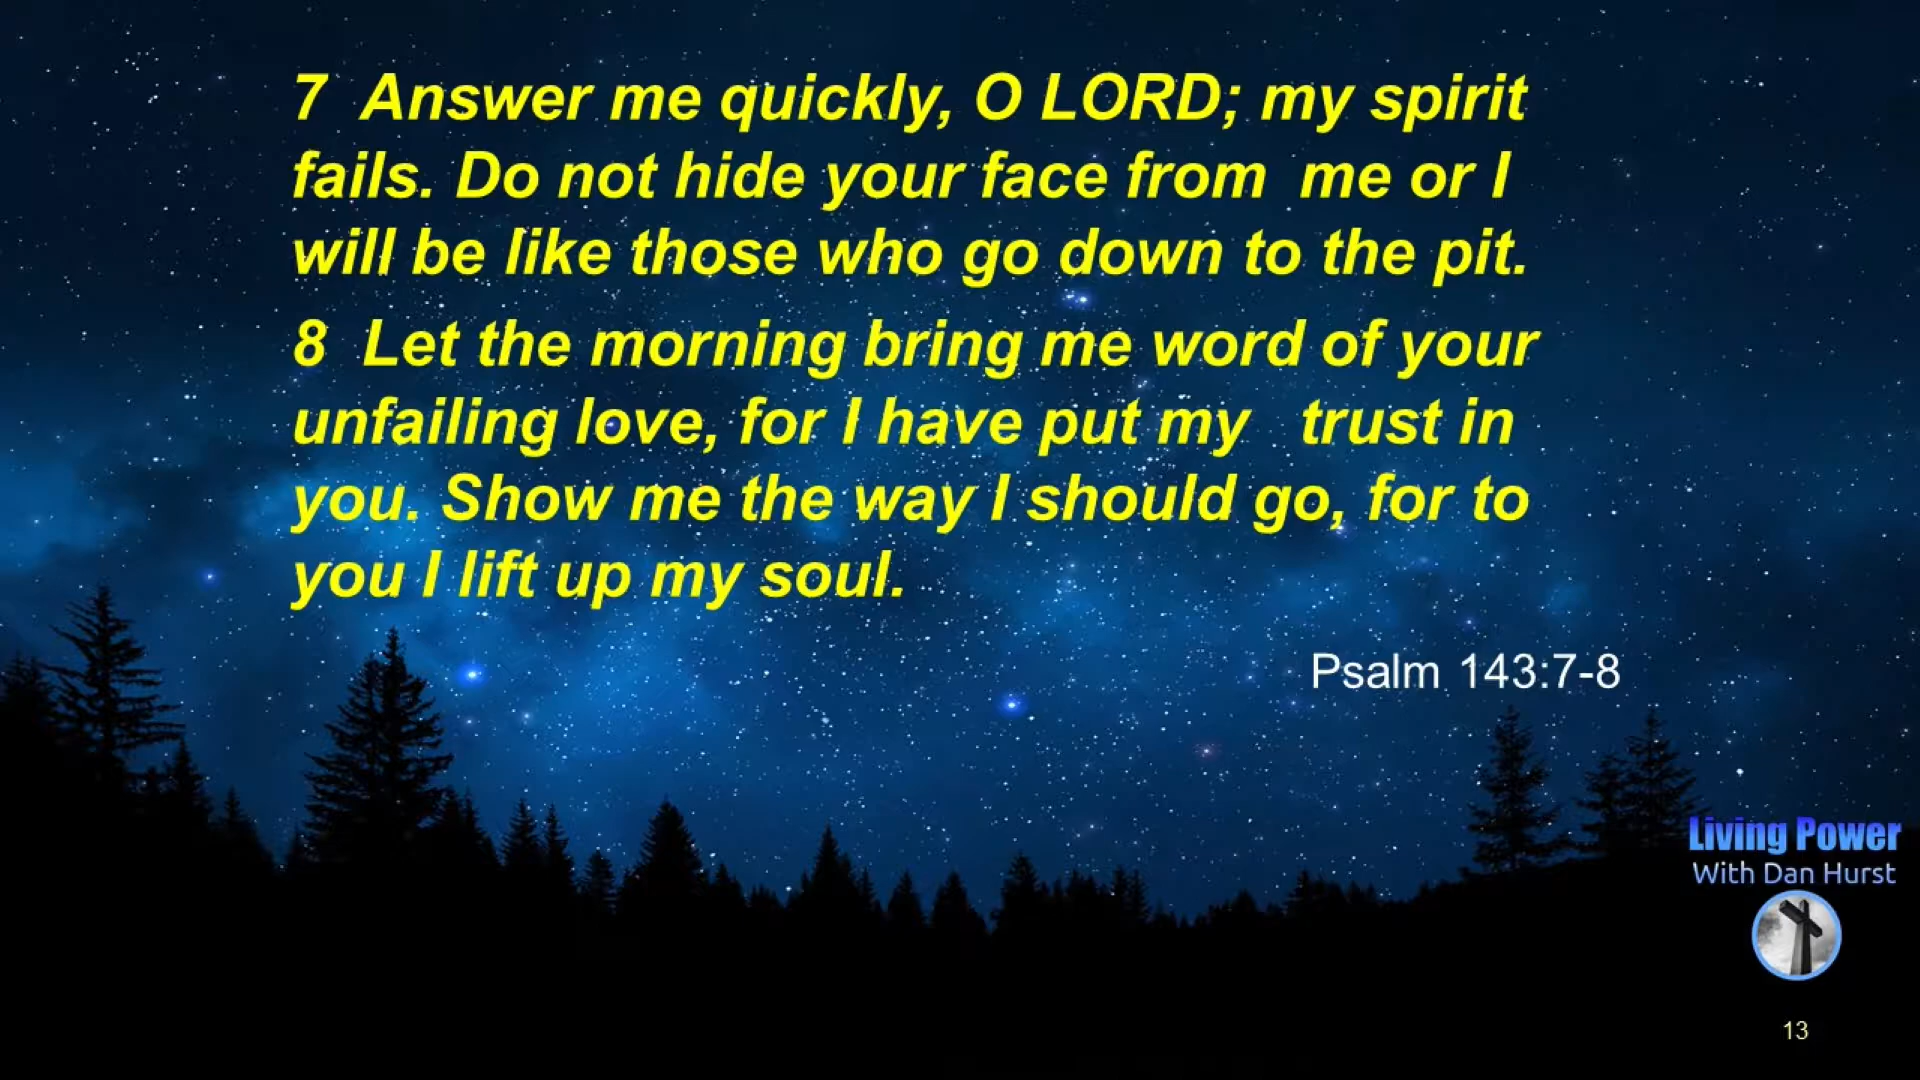 7 Answer me quickly, O LORD; my spirit
fails. Do not hide your face from me or I
will be like those who go down to the pit.
8 Let the morning bring me word of your
unfailing love, for I have put my trust in
you. Show me the way I should go, for to
you I lift up my soul.
Psalm 143:7-8
Living Power
With Dan Hurst
13